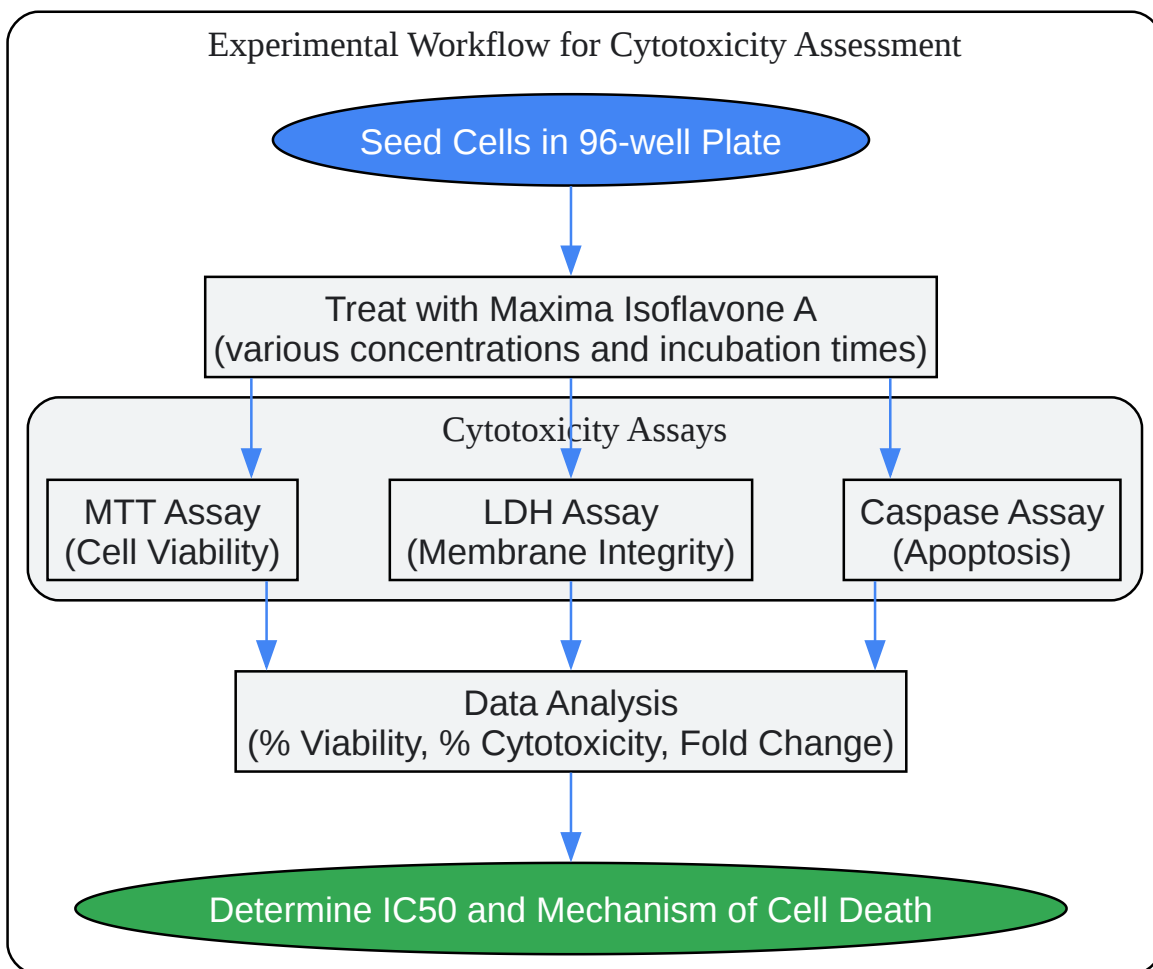 Experimental Workflow for Cytotoxicity Assessment
Seed Cells in 96-well Plate
Treat with Maxima Isoflavone A
(various concentrations and incubation times)
Cytotoxicity Assays
MTT Assay
(Cell Viability)
LDH Assay
(Membrane Integrity)
Caspase Assay
(Apoptosis)
Data Analysis
(% Viability, % Cytotoxicity, Fold Change)
Determine IC50 and Mechanism of Cell Death